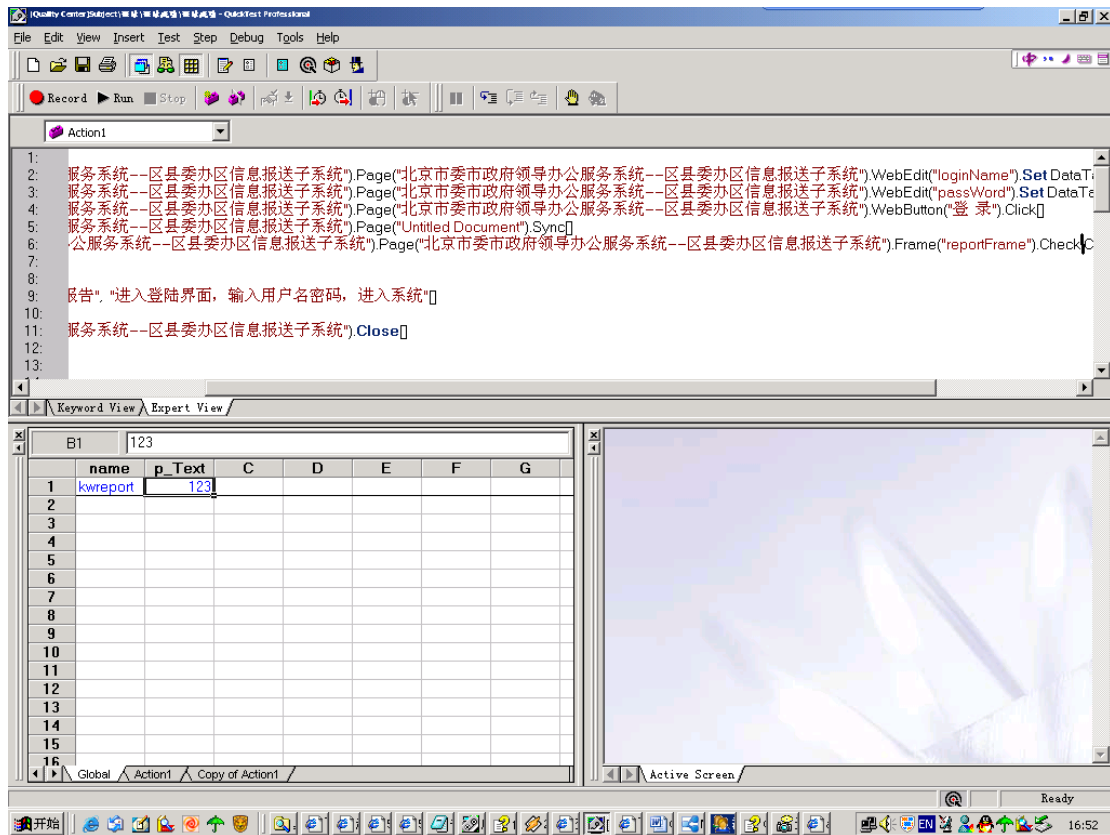 [Quality Center]Subject\ - QuickTest Professional
File Edit View Insert Test Step Debug Tools Help
中
Record Run Stop
Action1
1:
2: 服务系统--区县委办区信息报送子系统").Page("北京市委市政府领导办公服务系统--区县委办区信息报送子系统").WebEdit("loginName").Set DataTa
3: 服务系统--区县委办区信息报送子系统").Page("北京市委市政府领导办公服务系统--区县委办区信息报送子系统").WebEdit("passWord").Set DataTa
4: 服务系统--区县委办区信息报送子系统").Page("北京市委市政府领导办公服务系统--区县委办区信息报送子系统").WebButton("登 录").Click
5: 服务系统--区县委办区信息报送子系统").Page("Untitled Document").Sync
6: 公服务系统--区县委办区信息报送子系统").Page("北京市委市政府领导办公服务系统--区县委办区信息报送子系统").Frame("reportFrame").Check C
7:
8:
9: 报告", "进入登陆界面，输入用户名密码，进入系统"
10:
11: 服务系统--区县委办区信息报送子系统").Close
12:
13:
Keyword View Expert View
B1 123
name p_Text C D E F G
1 kwreport 123
2
3
4
5
6
7
8
9
10
11
12
13
14
15
16
Global Action1 Copy of Action1
Active Screen
Ready
开始 EN 16:52